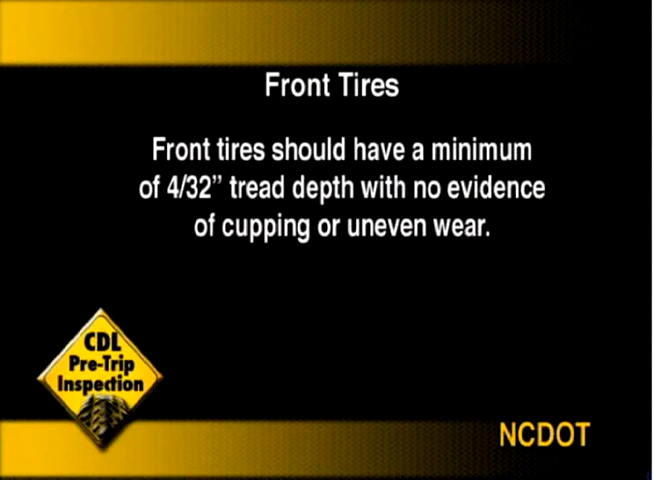 Front Tires
Front tires should have a minimum
of 4/32” tread depth with no evidence
of cupping or uneven wear.
CDL
Pre-Trip
Inspection
NCDOT